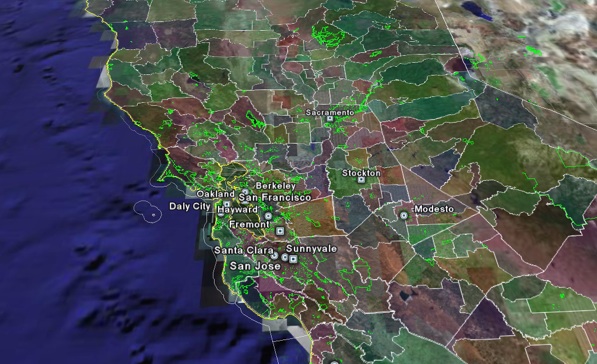 Sacramento
Stockton
Berkeley
Oakland
San Francisco
Daly City
Hayward
Modesto
Fremont
Santa Clara
Sunnyvale
San Jose